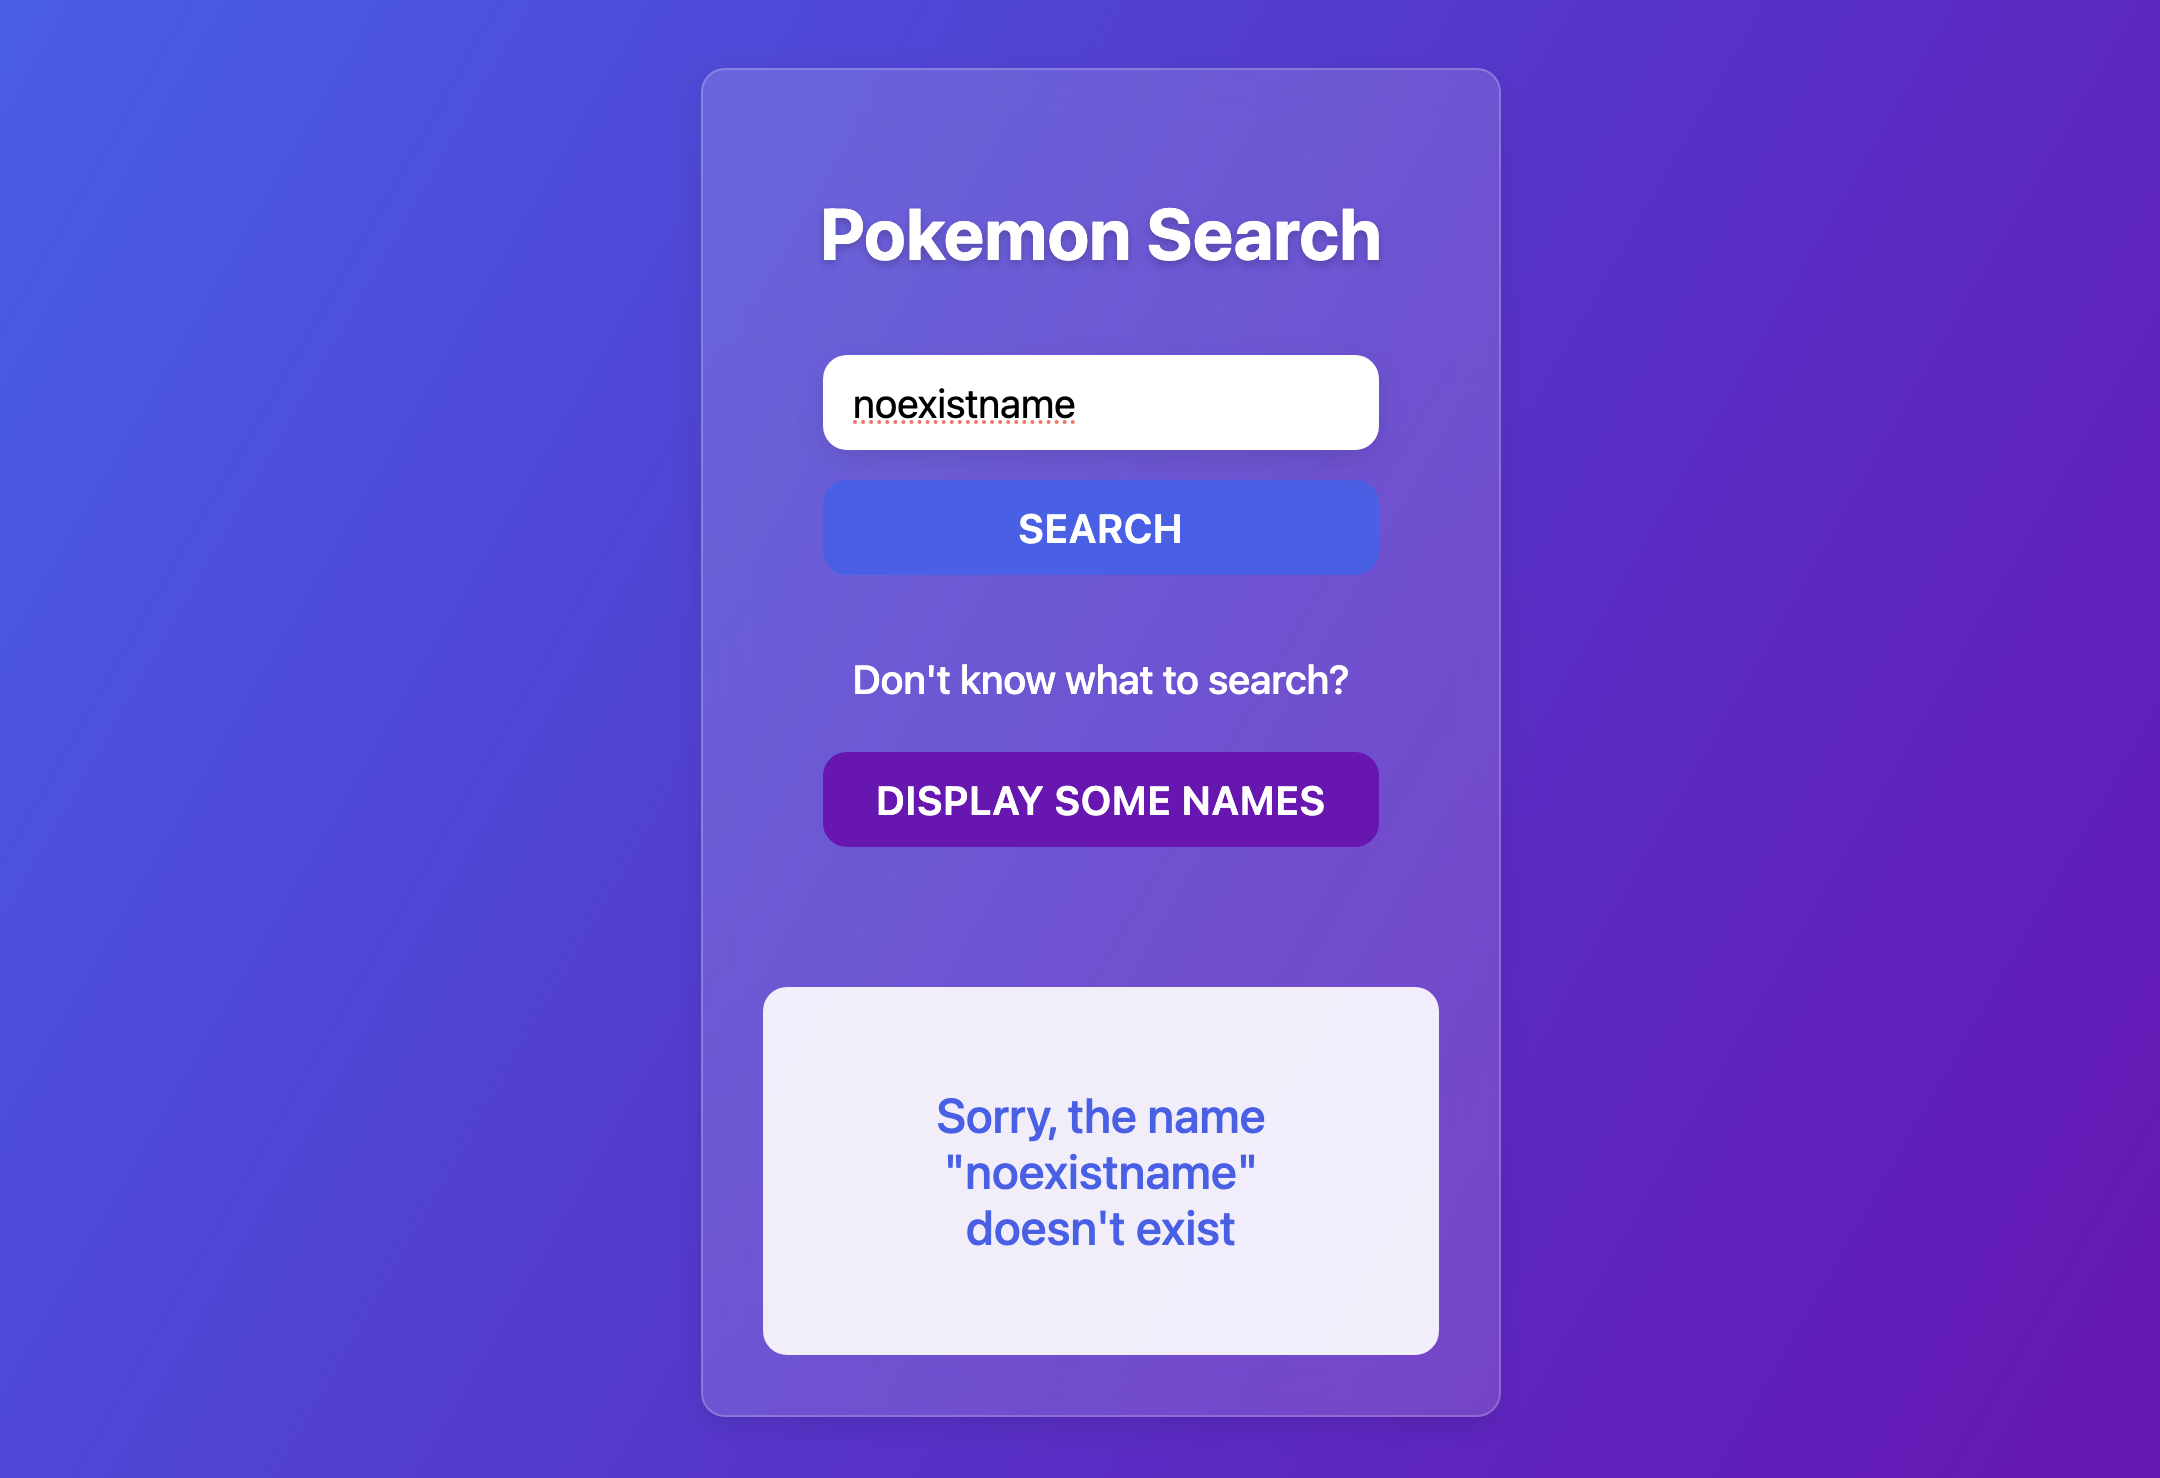 Pokemon Search
noexistname
SEARCH
Don't know what to search?
DISPLAY SOME NAMES
Sorry, the name
"noexistname"
doesn't exist